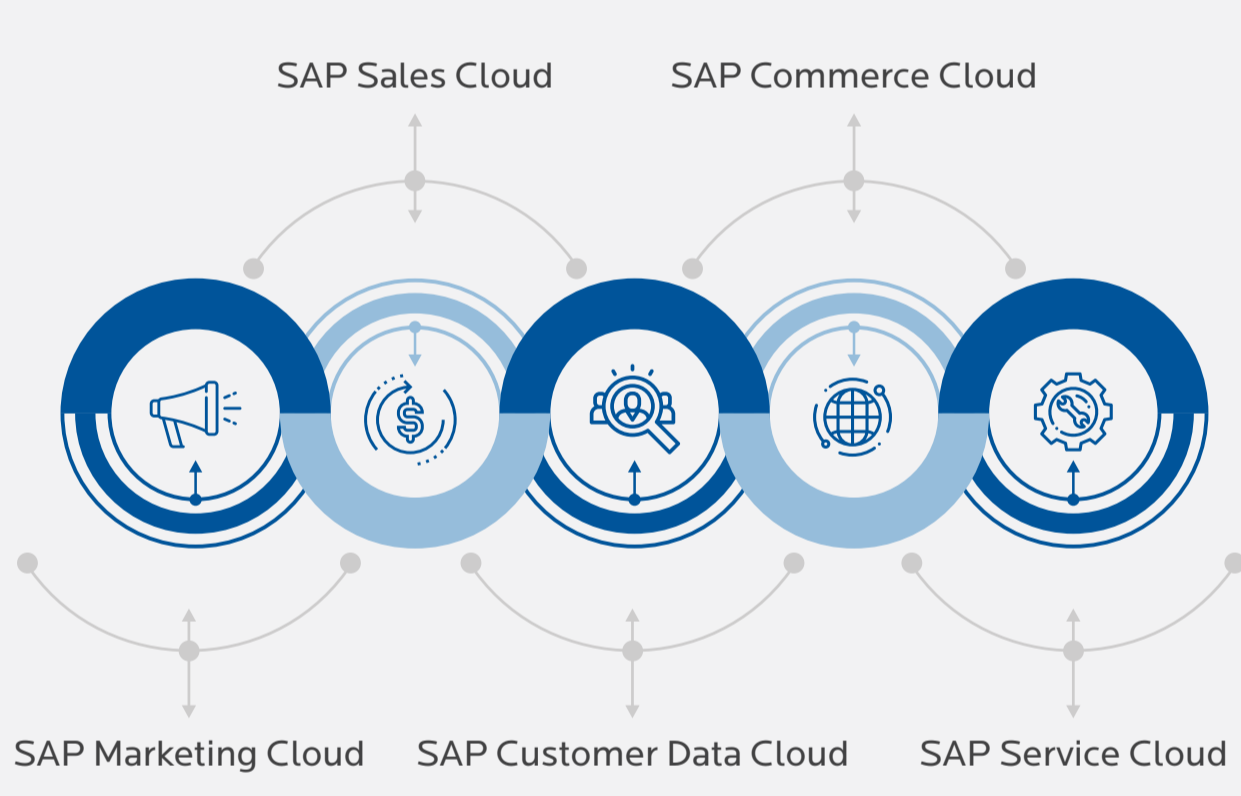 SAP Sales Cloud
SAP Commerce Cloud
$
SAP Marketing Cloud
SAP Customer Data Cloud
SAP Service Cloud